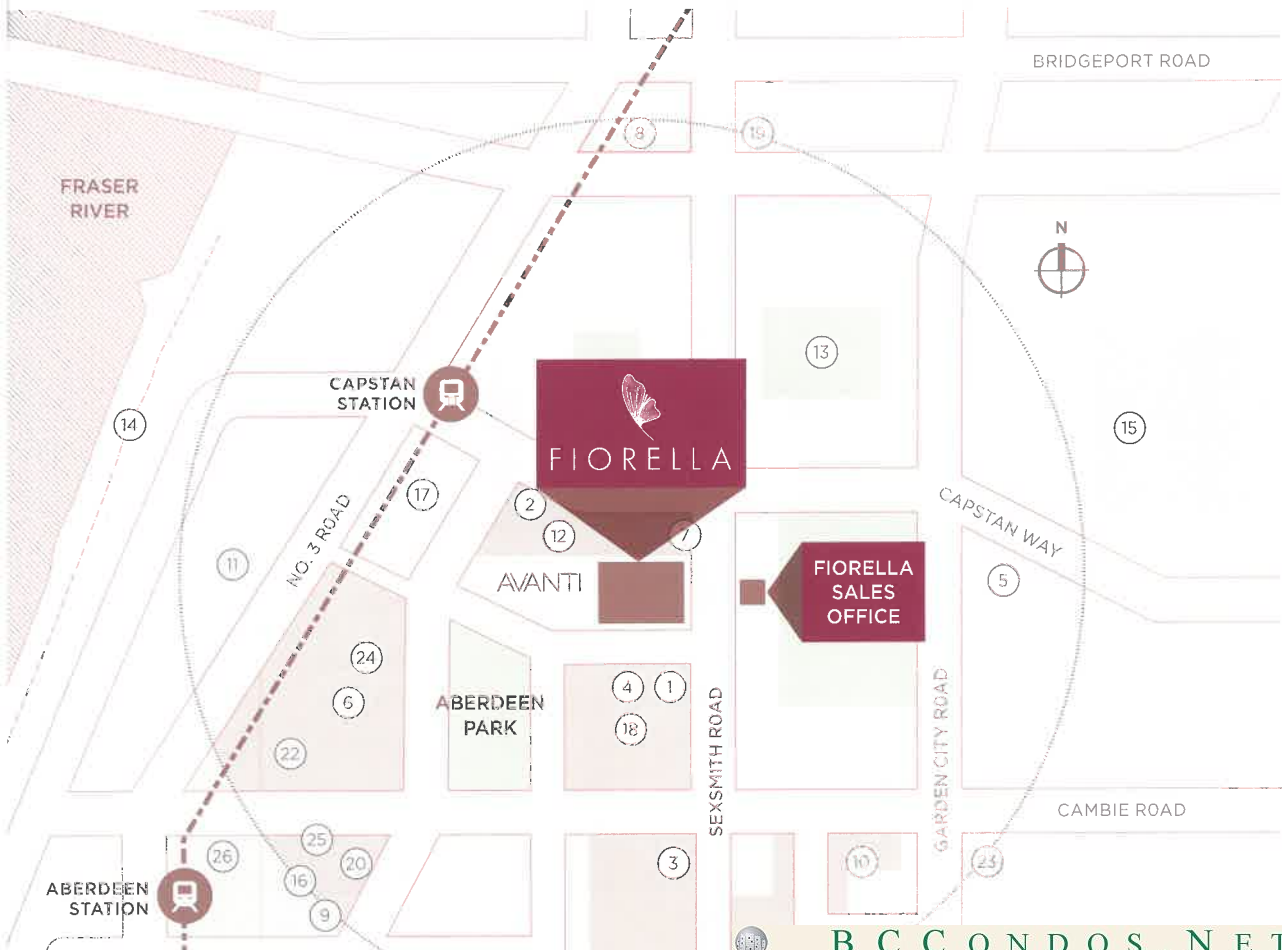 BRIDGEPORT ROAD
8
19
FRASER
RIVER
N
13
CAPSTAN
STATION
14
FIORELLA
15
17
2
12
7
CAPSTAN WAY
NO. 3 ROAD
11
AVANTI
FIORELLA
SALES
OFFICE
5
24
6
ABERDEEN
PARK
4
1
18
22
SEXSMITH ROAD
GARDEN CITY ROAD
CAMBIE ROAD
26
25
20
16
9
3
10
23
ABERDEEN
STATION
BCCONDOS NET